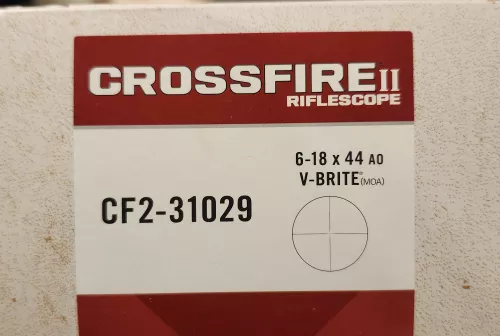 CROSSFIRE II
RIFLESCOPE
6-18 x 44 AO
V-BRITE® (MOA)
CF2-31029